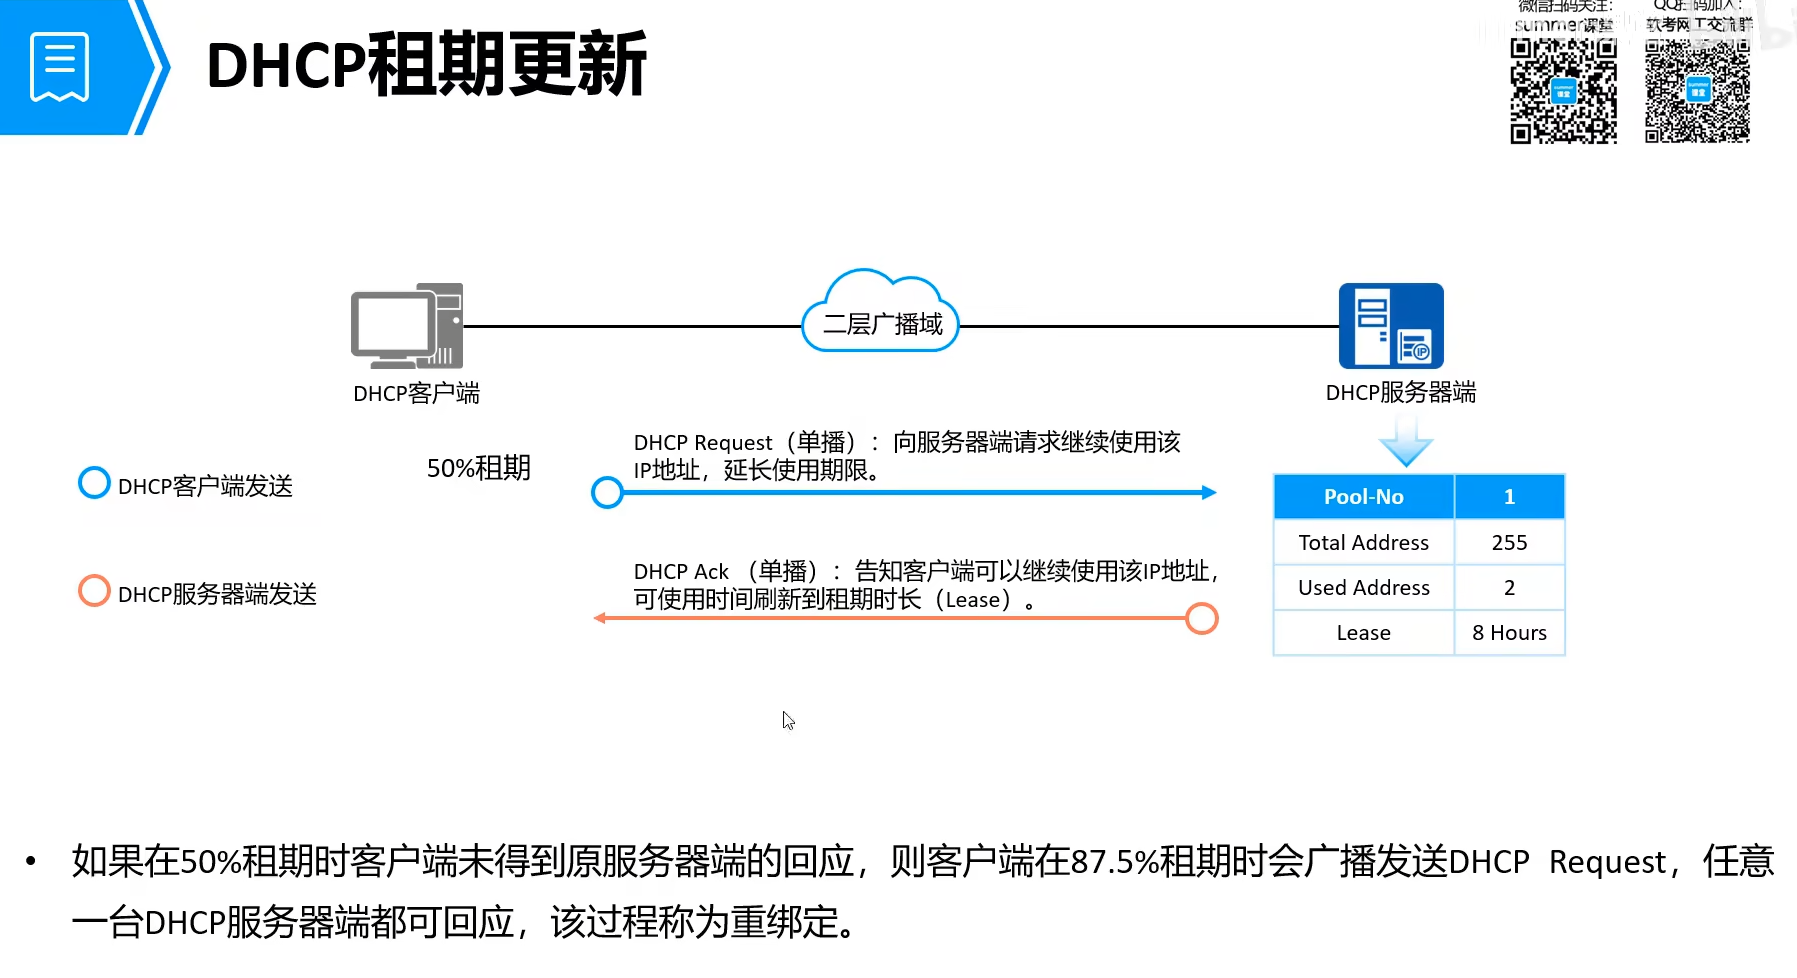 微信扫码关注：
summer课堂
QQ扫码加入：
软考网工交流群
DHCP租期更新
二层广播域
DHCP客户端
DHCP服务器端
DHCP Request（单播）：向服务器端请求继续使用该
IP地址，延长使用期限。
50%租期
DHCP客户端发送
DHCP Ack （单播）：告知客户端可以继续使用该IP地址，
可使用时间刷新到租期时长（Lease）。
DHCP服务器端发送
IP
Pool-No 1
Total Address 255
Used Address 2
Lease 8 Hours
• 如果在50%租期时客户端未得到原服务器端的回应，则客户端在87.5%租期时会广播发送DHCP Request，任意
一台DHCP服务器端都可回应，该过程称为重绑定。